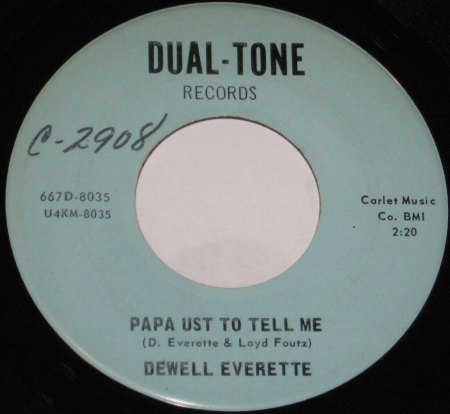 DUAL-TONE
RECORDS
C-2908
667D-8035
U4KM-8035
Carlet Music
Co. BMI
2:20
PAPA UST TO TELL ME
(D. Everette & Loyd Foutz)
DEWELL EVERETTE